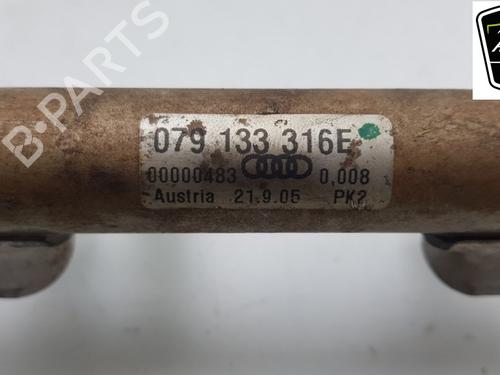 B-PARTS
079 133 316E
00000483 0,008
Austria 21.9.05 PK2